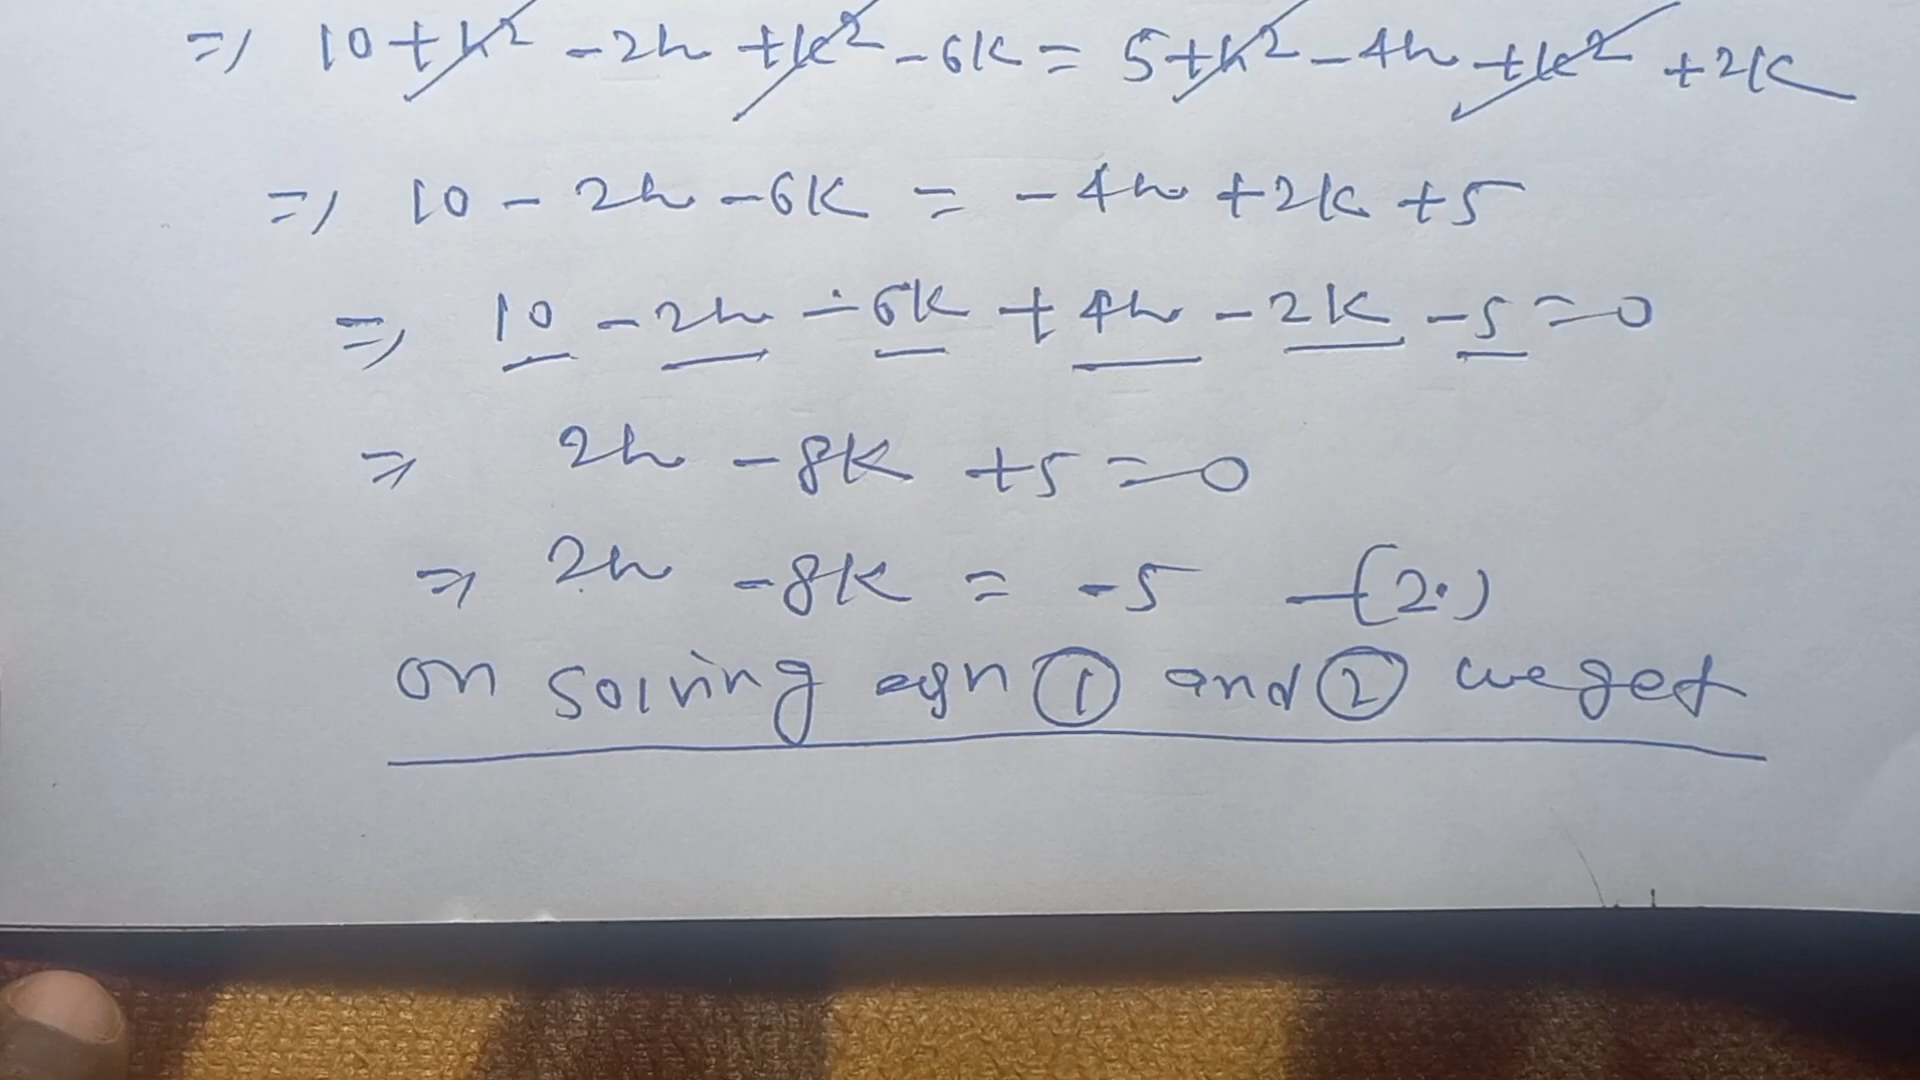 => 10 + h² - 2h + k² - 6k = 5 + h² - 4h + k² + 2k
=> 10 - 2h - 6k = - 4h + 2k + 5
=> 10 - 2h - 6k + 4h - 2k - 5 = 0
=> 2h - 8k + 5 = 0
=> 2h - 8k = - 5 -(2.)
on solving eqn ① and ② we get